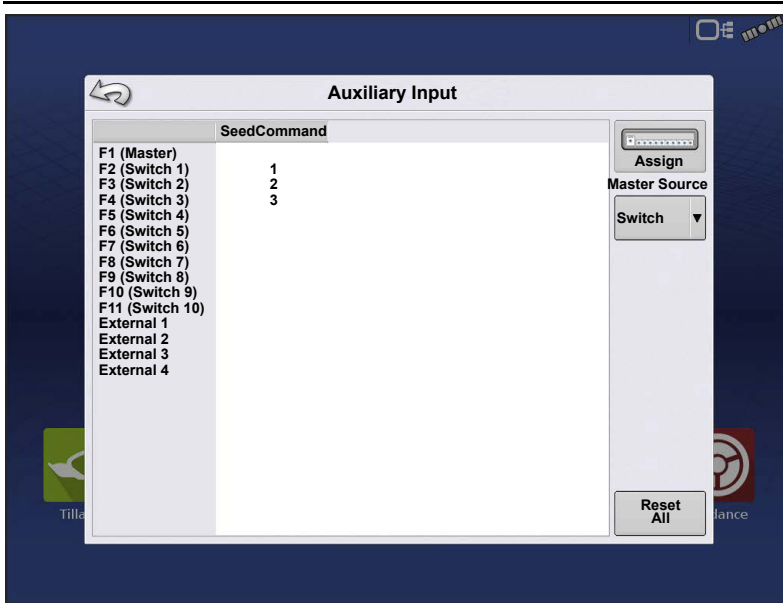 Auxiliary Input
SeedCommand
F1 (Master)
F2 (Switch 1) 1
F3 (Switch 2) 2
F4 (Switch 3) 3
F5 (Switch 4)
F6 (Switch 5)
F7 (Switch 6)
F8 (Switch 7)
F9 (Switch 8)
F10 (Switch 9)
F11 (Switch 10)
External 1
External 2
External 3
External 4
Assign
Master Source
Switch
Reset
All
Tilla
dance